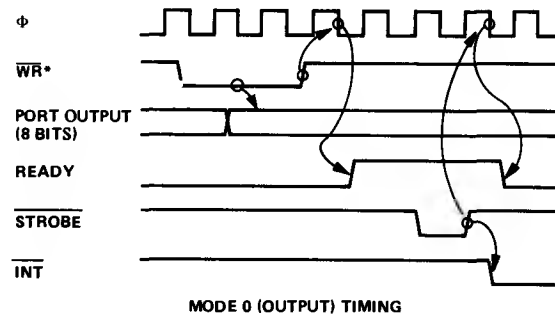 Φ
WR*
PORT OUTPUT
(8 BITS)
READY
STROBE
INT
MODE 0 (OUTPUT) TIMING